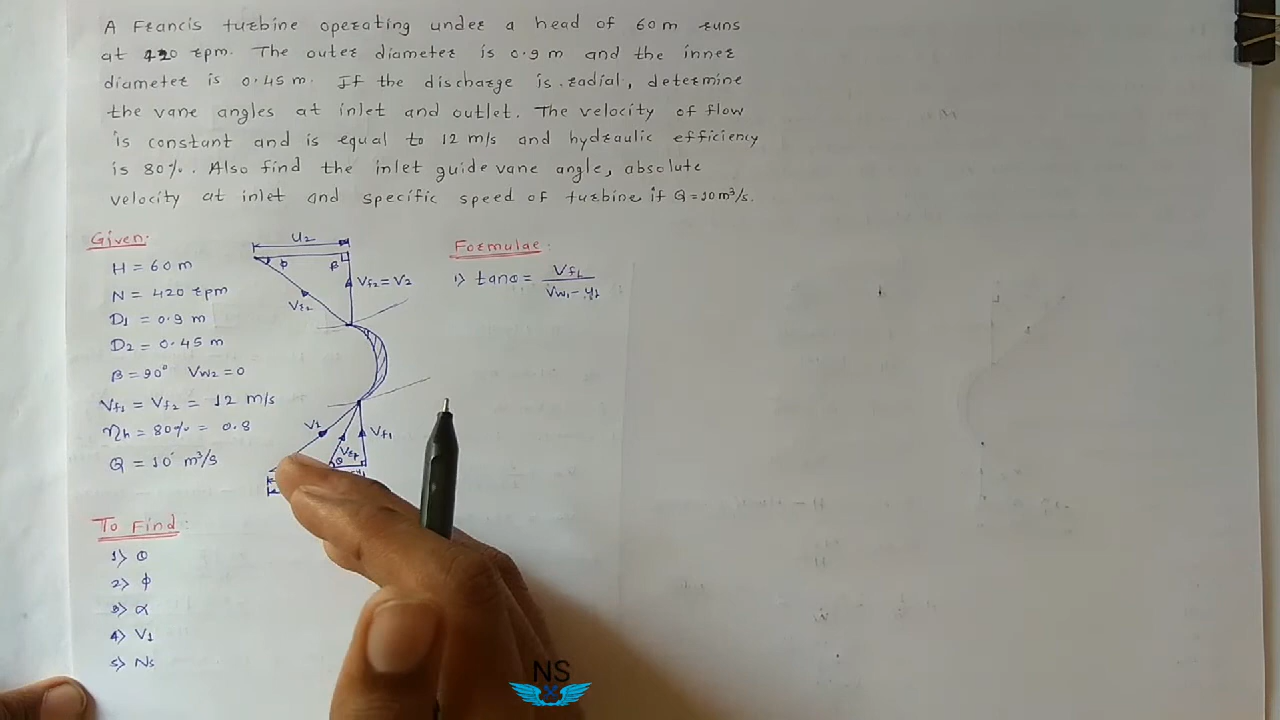 A Francis turbine operating under a head of 60 m runs
at 420 rpm. The outer diameter is 0.9 m and the inner
diameter is 0.45 m. If the discharge is radial, determine
the vane angles at inlet and outlet. The velocity of flow
is constant and is equal to 12 m/s and hydraulic efficiency
is 80%. Also find the inlet guide vane angle, absolute
velocity at inlet and specific speed of turbine if Q = 10 m³/s.
Given:
H = 60 m
N = 420 rpm
D1 = 0.9 m
D2 = 0.45 m
β = 90° Vw2 = 0
Vf1 = Vf2 = 12 m/s
ηh = 80% = 0.8
Q = 10 m³/s
To Find:
1) θ
2) ϕ
3) α
4) V1
5) Ns
u2
ϕ
β
Vf2 = V2
Vr2
V1
Vr1
Vf1
θ
Formulae:
1) tanθ = Vf1 / Vw1 - u1
NS